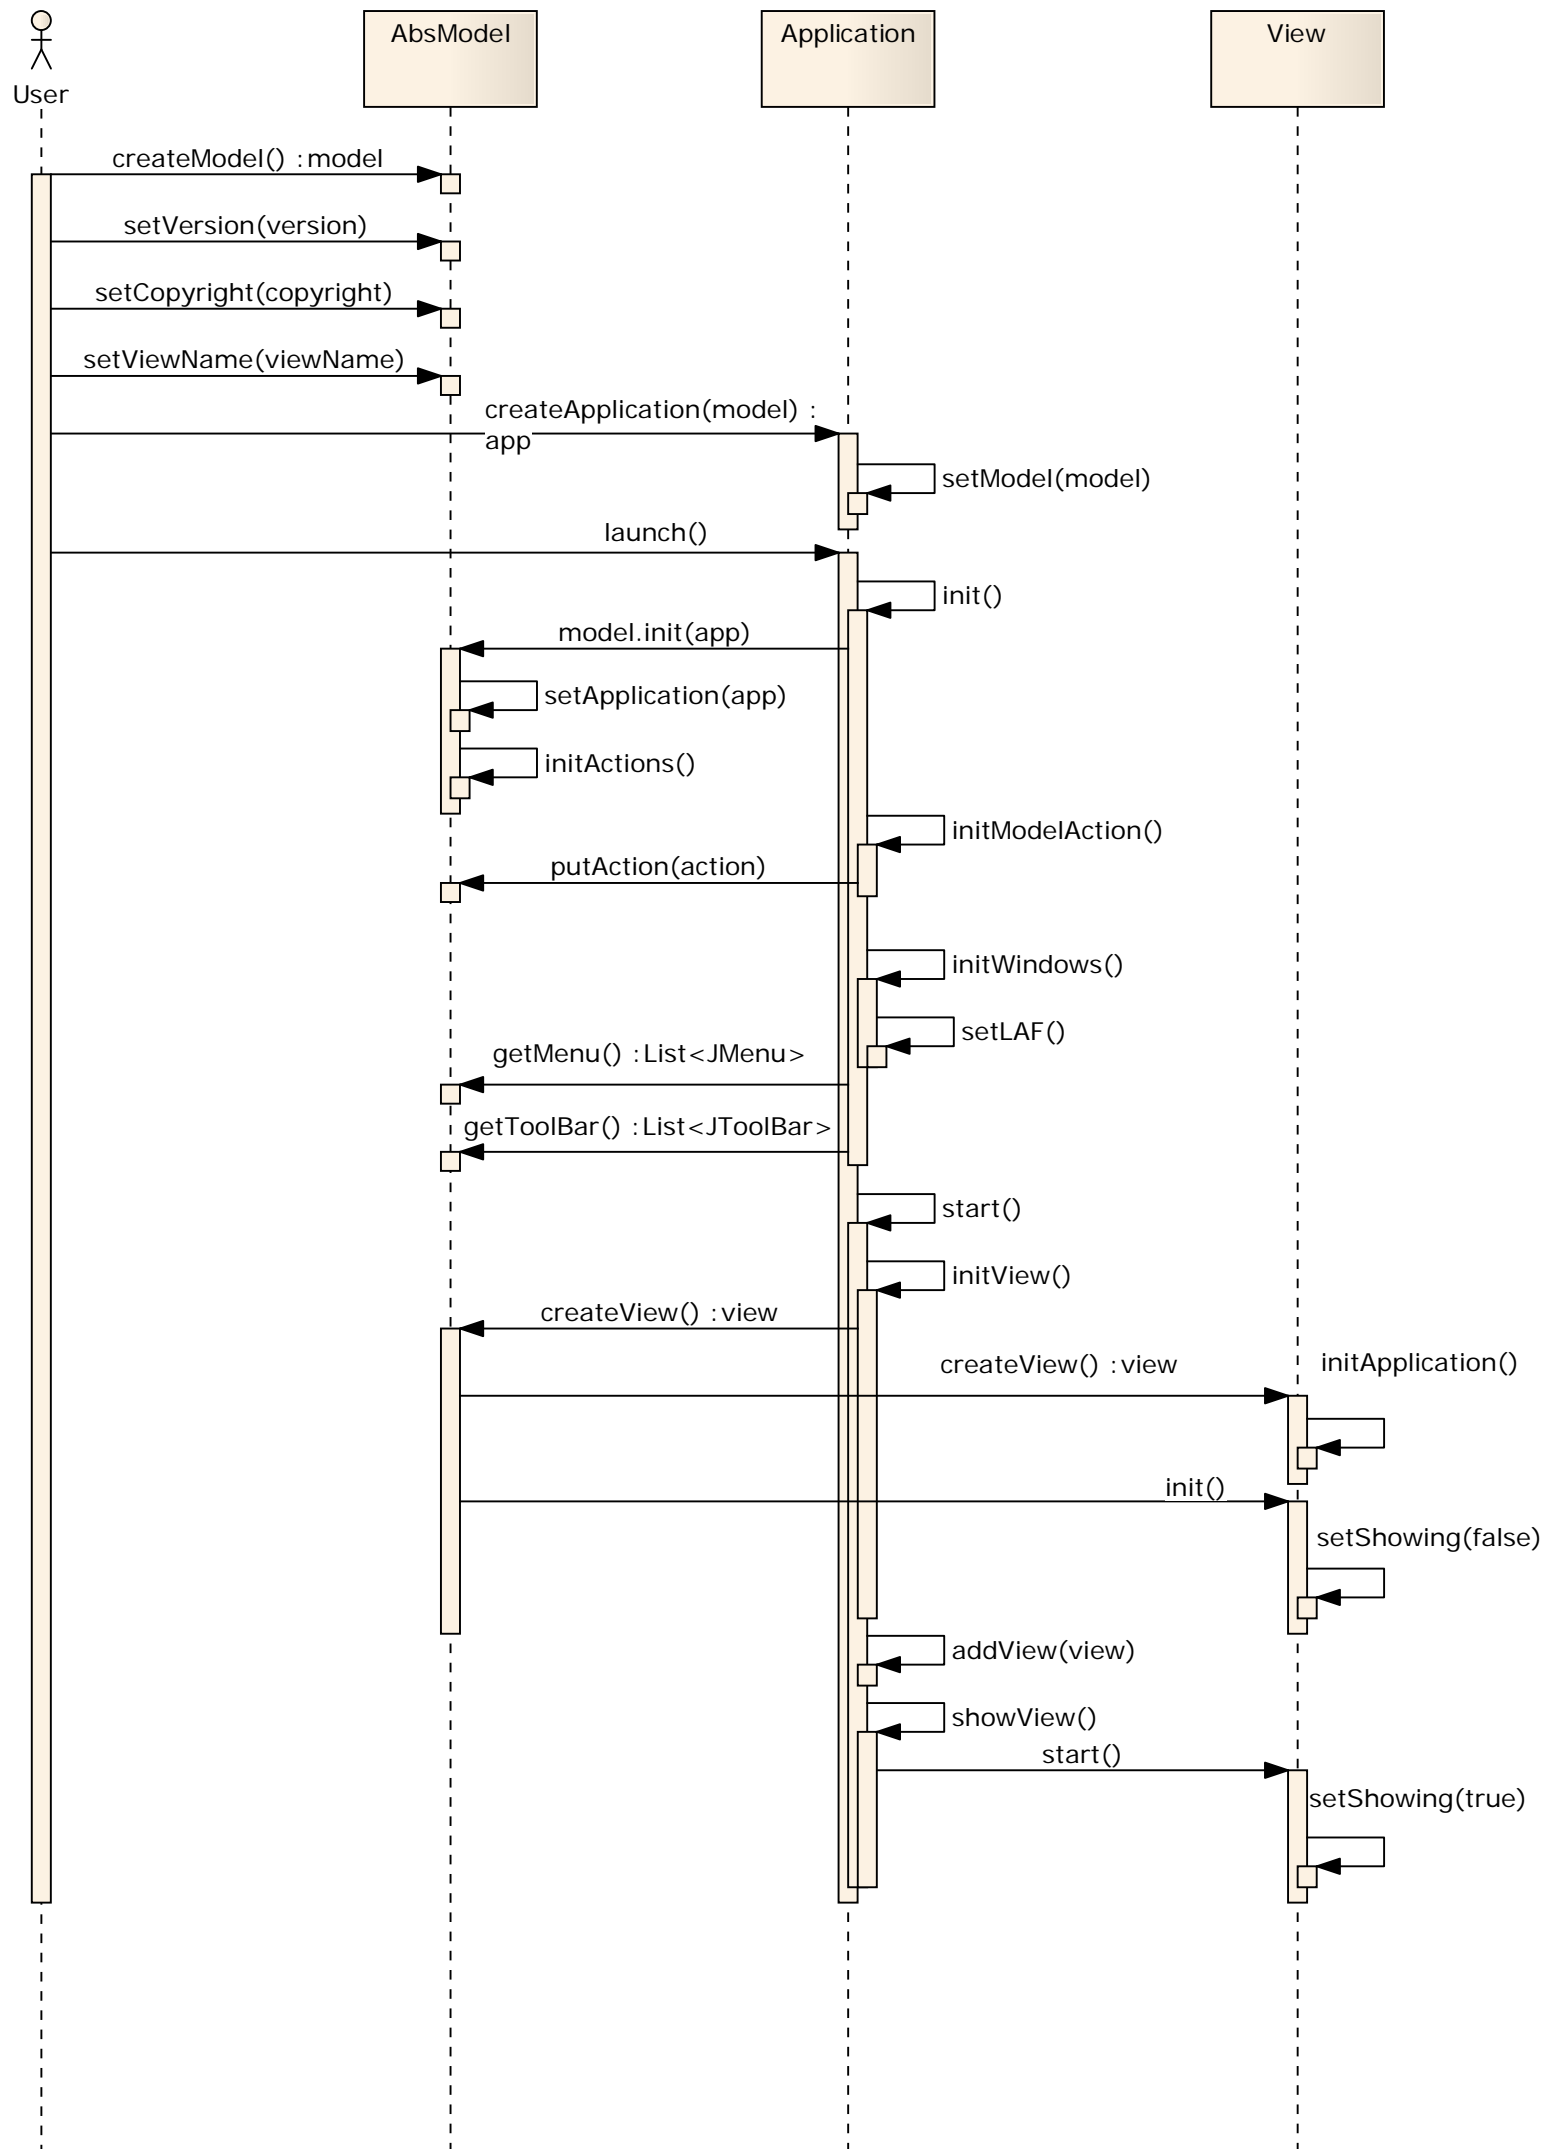 User
AbsModel
Application
View
createModel() :model
setVersion(version)
setCopyright(copyright)
setViewName(viewName)
createApplication(model) :
app
setModel(model)
launch()
init()
model.init(app)
setApplication(app)
initActions()
initModelAction()
putAction(action)
initWindows()
setLAF()
getMenu() :List<JMenu>
getToolBar() :List<JToolBar>
start()
initView()
createView() :view
createView() :view
initApplication()
init()
setShowing(false)
addView(view)
showView()
start()
setShowing(true)